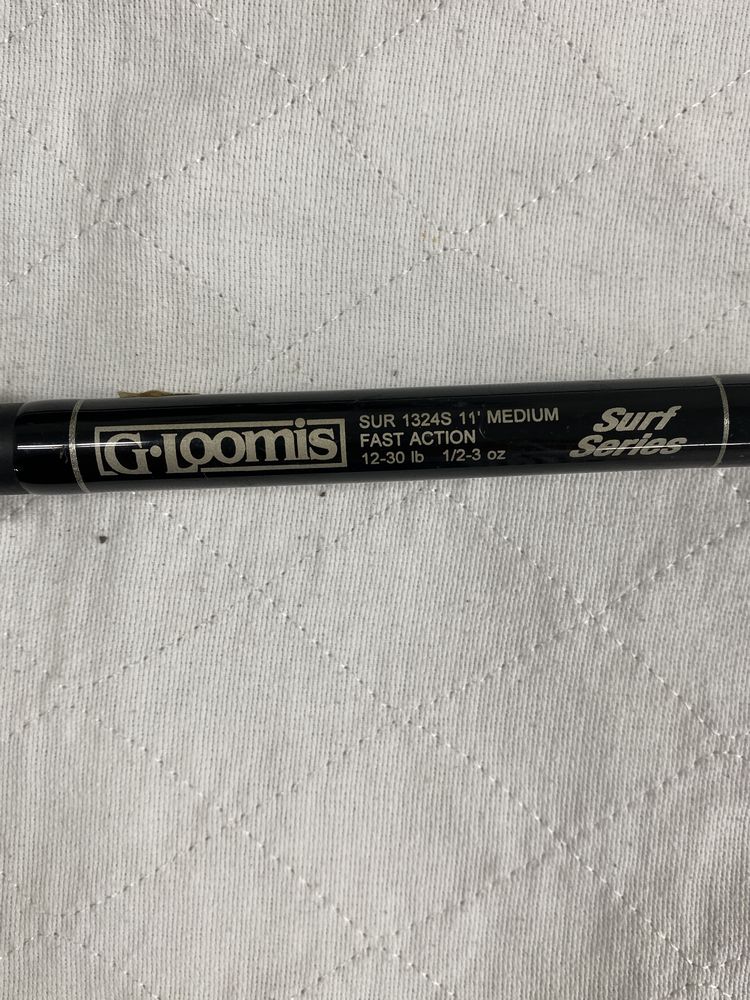 G·Loomis
SUR 1324S 11' MEDIUM
FAST ACTION
12-30 lb 1/2-3 oz
Surf
Series